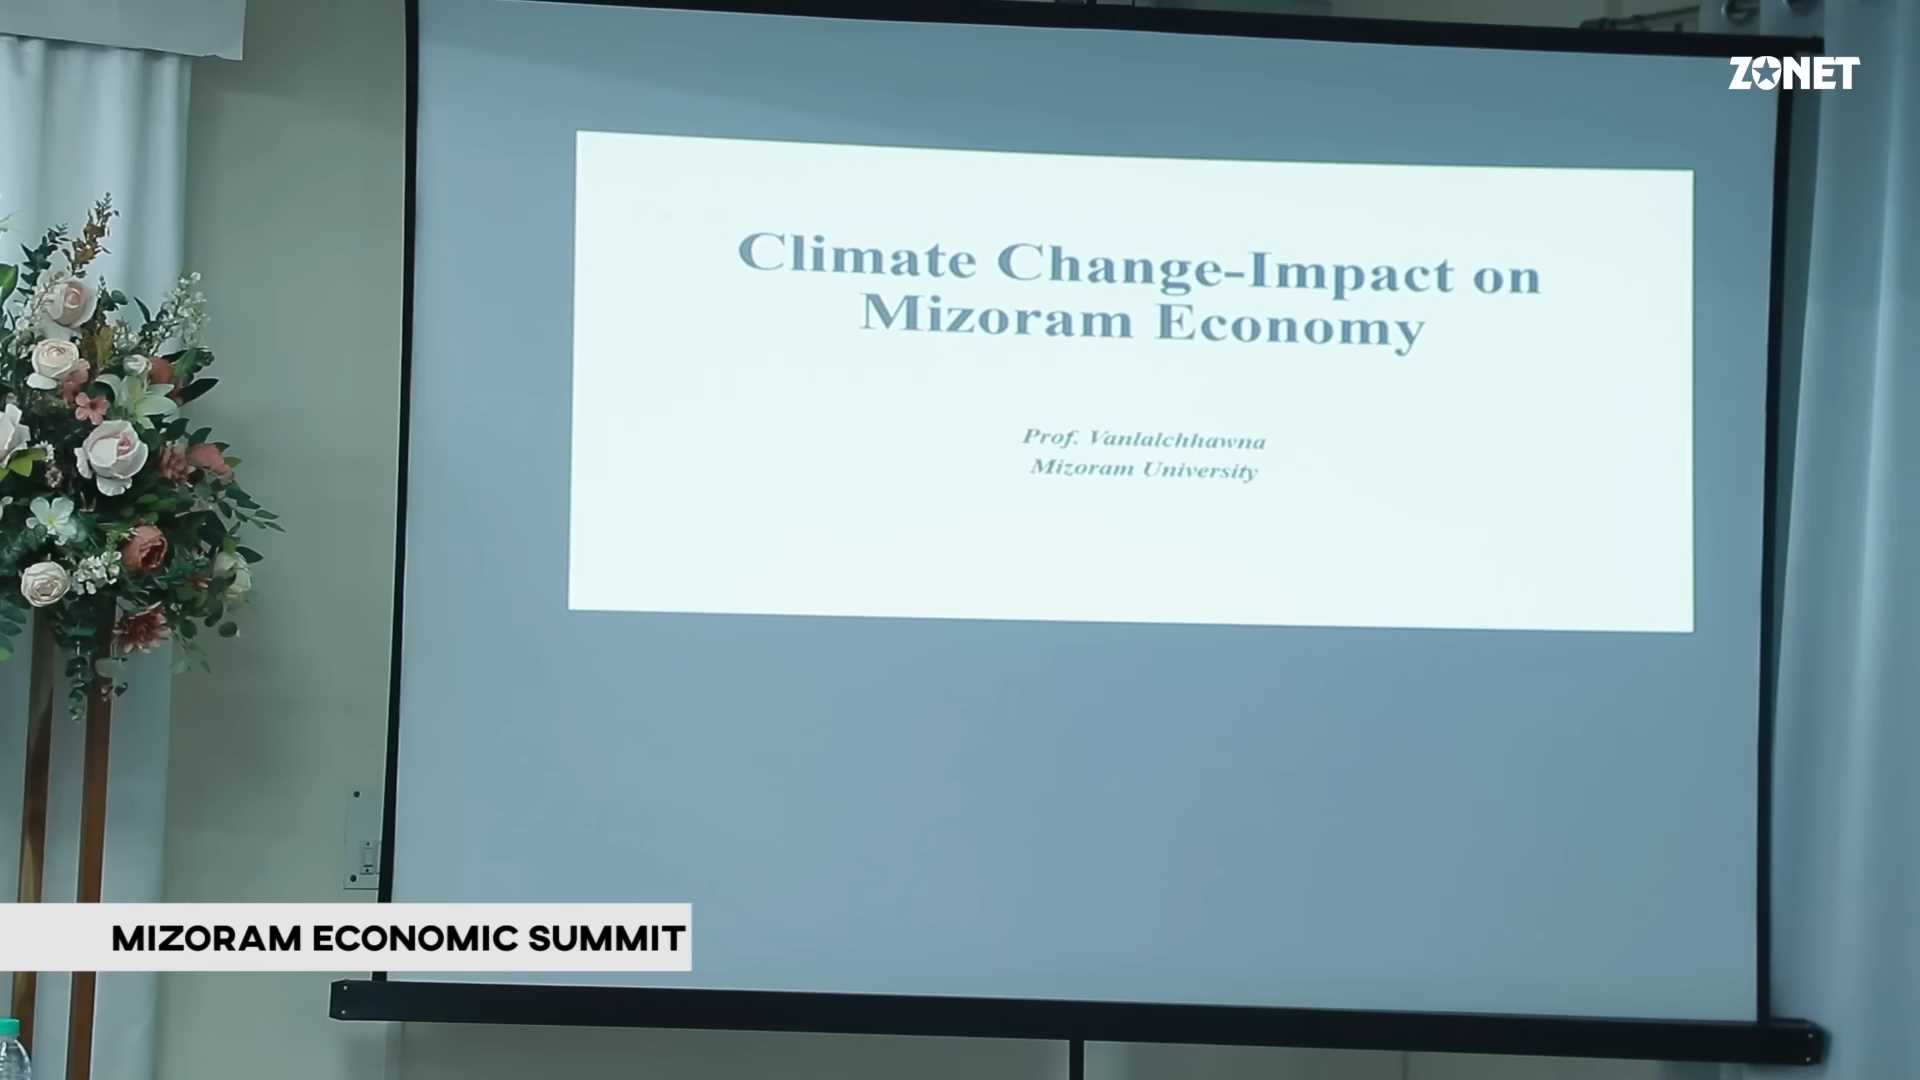 ZONET
Climate Change-Impact on
Mizoram Economy
Prof. Vanlalchhawna
Mizoram University
MIZORAM ECONOMIC SUMMIT